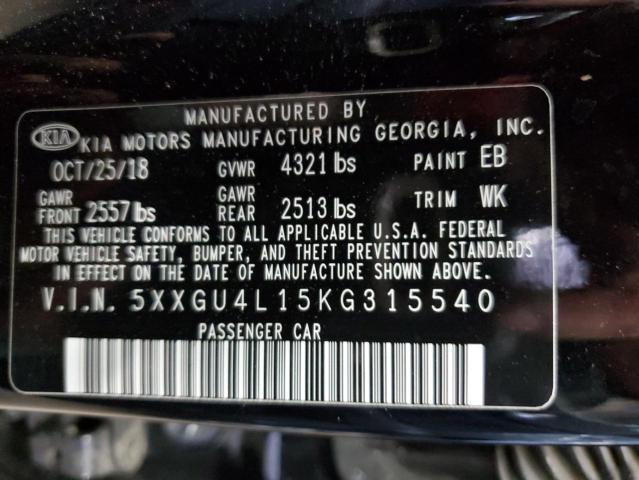 MANUFACTURED BY
KIA KIA MOTORS MANUFACTURING GEORGIA, INC.
OCT/25/18 GVWR 4321 lbs PAINT EB
GAWR FRONT 2557 lbs GAWR REAR 2513 lbs TRIM WK
THIS VEHICLE CONFORMS TO ALL APPLICABLE U.S.A. FEDERAL
MOTOR VEHICLE SAFETY, BUMPER, AND THEFT PREVENTION STANDARDS
IN EFFECT ON THE DATE OF MANUFACTURE SHOWN ABOVE.
V.I.N. 5XXGU4L15KG315540
PASSENGER CAR